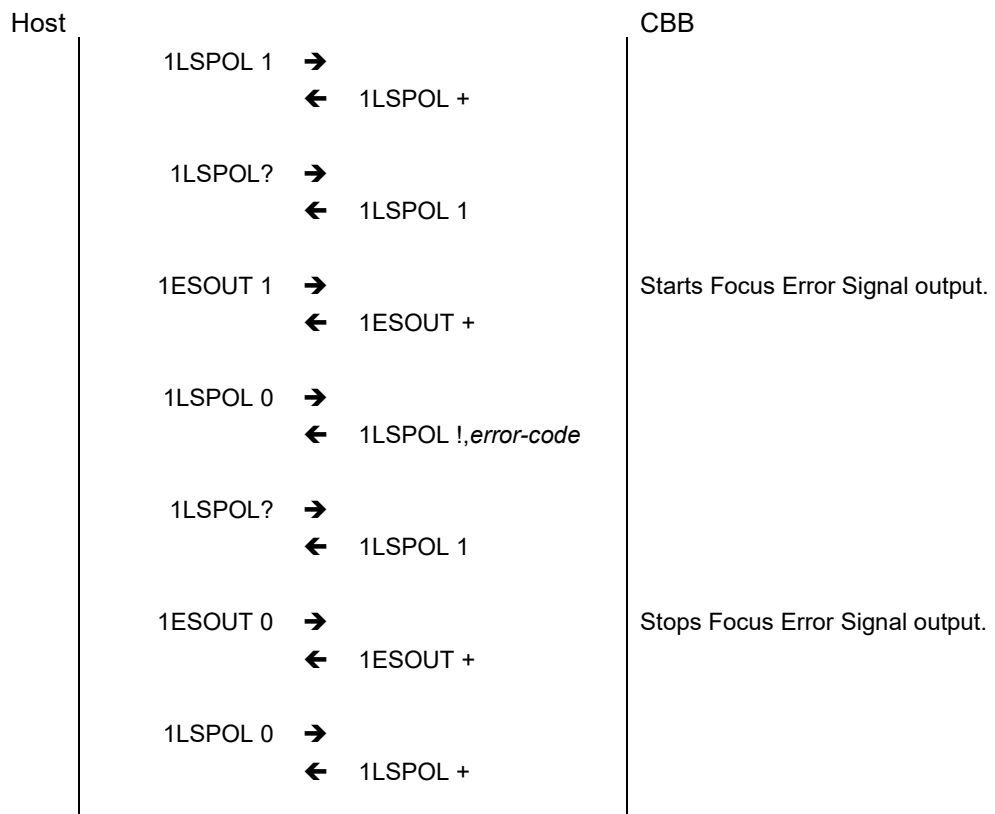 Host CBB
1LSPOL 1 ➔
🡸 1LSPOL +
1LSPOL? ➔
🡸 1LSPOL 1
1ESOUT 1 ➔ Starts Focus Error Signal output.
🡸 1ESOUT +
1LSPOL 0 ➔
🡸 1LSPOL !,error-code
1LSPOL? ➔
🡸 1LSPOL 1
1ESOUT 0 ➔ Stops Focus Error Signal output.
🡸 1ESOUT +
1LSPOL 0 ➔
🡸 1LSPOL +